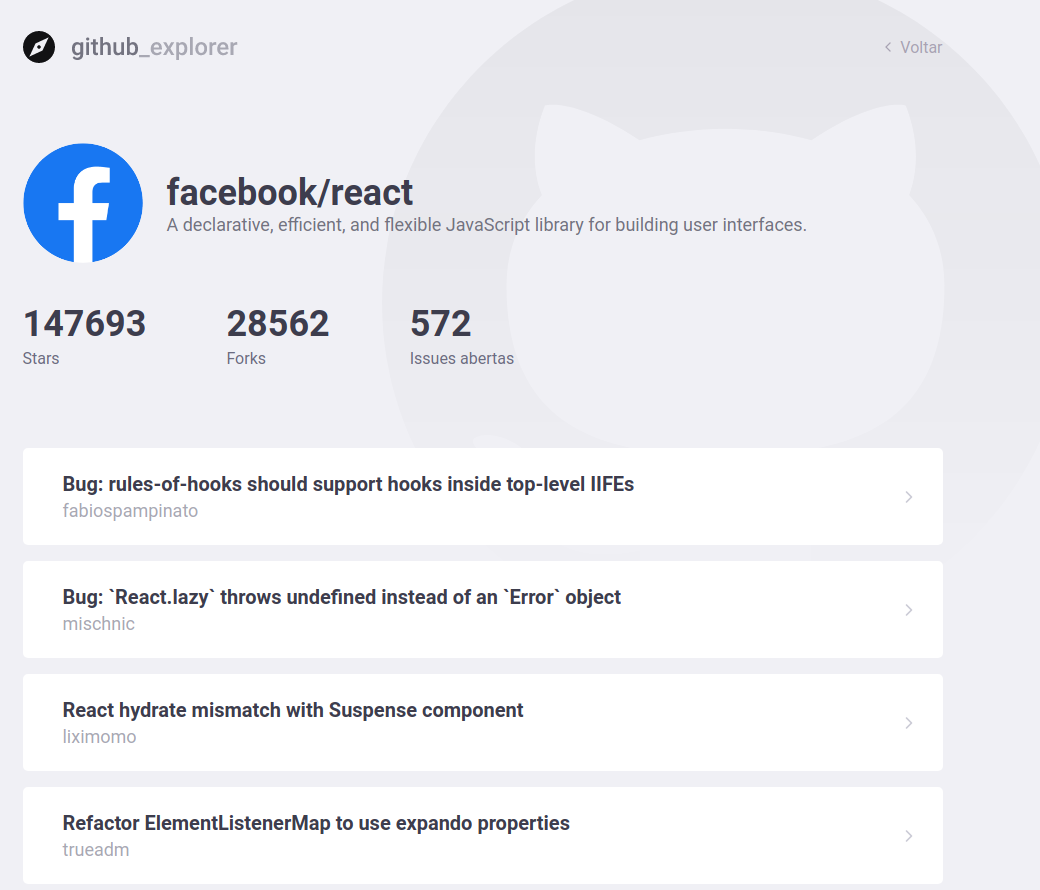 github_explorer
Voltar
facebook/react
A declarative, efficient, and flexible JavaScript library for building user interfaces.
147693 28562 572
Stars Forks Issues abertas
Bug: rules-of-hooks should support hooks inside top-level IIFEs
fabiospampinato
Bug: `React.lazy` throws undefined instead of an `Error` object
mischnic
React hydrate mismatch with Suspense component
liximomo
Refactor ElementListenerMap to use expando properties
trueadm